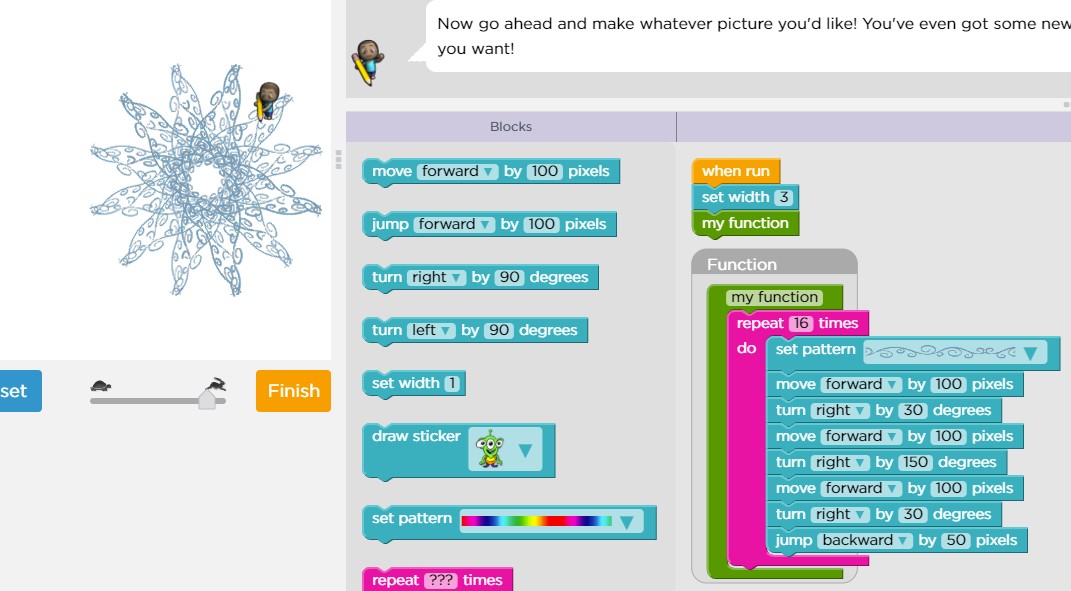 Now go ahead and make whatever picture you'd like! You've even got some new
you want!
Blocks
move forward by 100 pixels
jump forward by 100 pixels
turn right by 90 degrees
turn left by 90 degrees
set width 1
draw sticker
set pattern
repeat ??? times
when run
set width 3
my function
Function
my function
repeat 16 times
do
set pattern
move forward by 100 pixels
turn right by 30 degrees
move forward by 100 pixels
turn right by 150 degrees
move forward by 100 pixels
turn right by 30 degrees
jump backward by 50 pixels
set
Finish